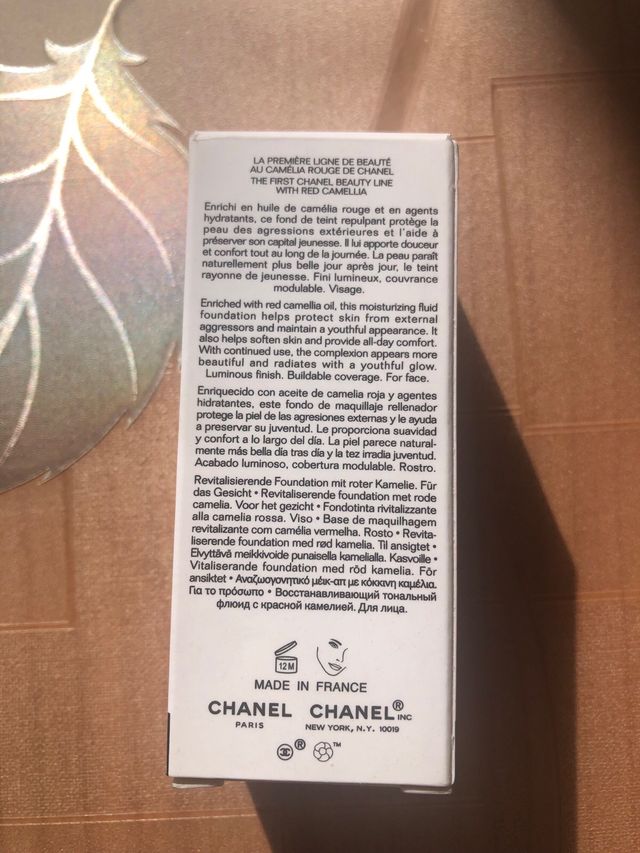 LA PREMIÈRE LIGNE DE BEAUTÉ
AU CAMÉLIA ROUGE DE CHANEL
THE FIRST CHANEL BEAUTY LINE
WITH RED CAMELLIA
Enrichi en huile de camélia rouge et en agents
hydratants, ce fond de teint repulpant protège la
peau des agressions extérieures et l'aide à
préserver son capital jeunesse. Il lui apporte douceur
et confort tout au long de la journée. La peau paraît
naturellement plus belle jour après jour, le teint
rayonne de jeunesse. Fini lumineux, couvrance
modulable. Visage.
Enriched with red camellia oil, this moisturizing fluid
foundation helps protect skin from external
aggressors and maintain a youthful appearance. It
also helps soften skin and provide all-day comfort.
With continued use, the complexion appears more
beautiful and radiates with a youthful glow.
Luminous finish. Buildable coverage. For face.
Enriquecido con aceite de camelia roja y agentes
hidratantes, este fondo de maquillaje rellenador
protege la piel de las agresiones externas y le ayuda
a preservar su juventud. Le proporciona suavidad
y confort a lo largo del día. La piel parece natural-
mente más bella día tras día y la tez irradia juventud.
Acabado luminoso, cobertura modulable. Rostro.
Revitalisierende Foundation mit roter Kamelie. Für
das Gesicht • Revitaliserende foundation met rode
camelia. Voor het gezicht • Fondotinta rivitalizzante
alla camelia rossa. Viso • Base de maquilhagem
revitalizante com camélia vermelha. Rosto • Revita-
liserende foundation med rød kamelia. Til ansigtet •
Elvyttävä meikkivoide punaisella kamelialla. Kasvoille •
Vitaliserande foundation med röd kamelia. För
ansiktet • Αναζωογονητικό μέικ-απ με κόκκινη καμέλια.
Για το πρόσωπο • Восстанавливающий тональный
флюид с красной камелией. Для лица.
12 M
MADE IN FRANCE
CHANEL CHANEL® INC
PARIS NEW YORK, N.Y. 10019
® ™